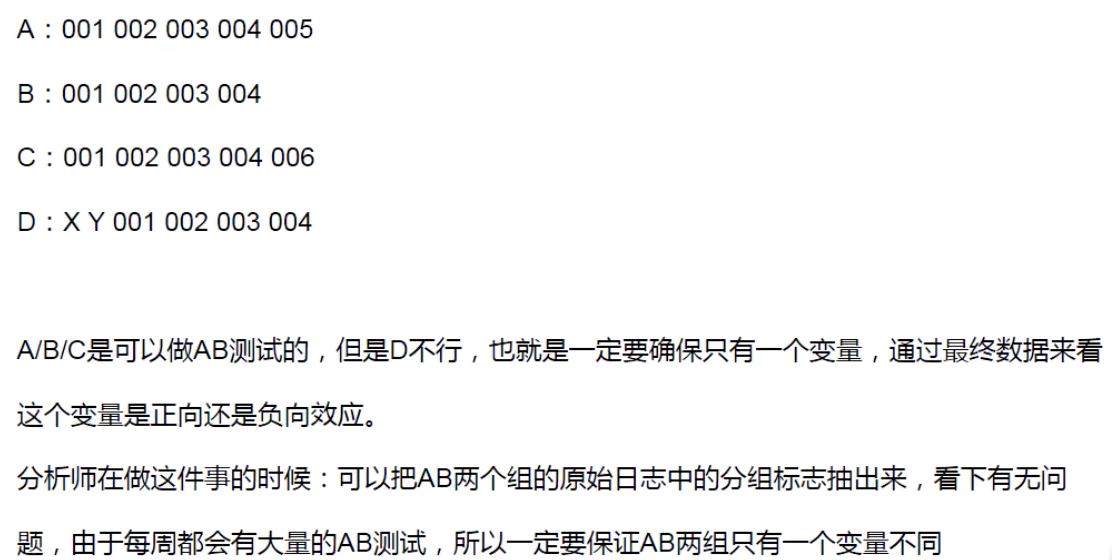 A：001 002 003 004 005
B：001 002 003 004
C：001 002 003 004 006
D：X Y 001 002 003 004
A/B/C是可以做AB测试的，但是D不行，也就是一定要确保只有一个变量，通过最终数据来看
这个变量是正向还是负向效应。
分析师在做这件事的时候：可以把AB两个组的原始日志中的分组标志抽出来，看下有无问
题，由于每周都会有大量的AB测试，所以一定要保证AB两组只有一个变量不同